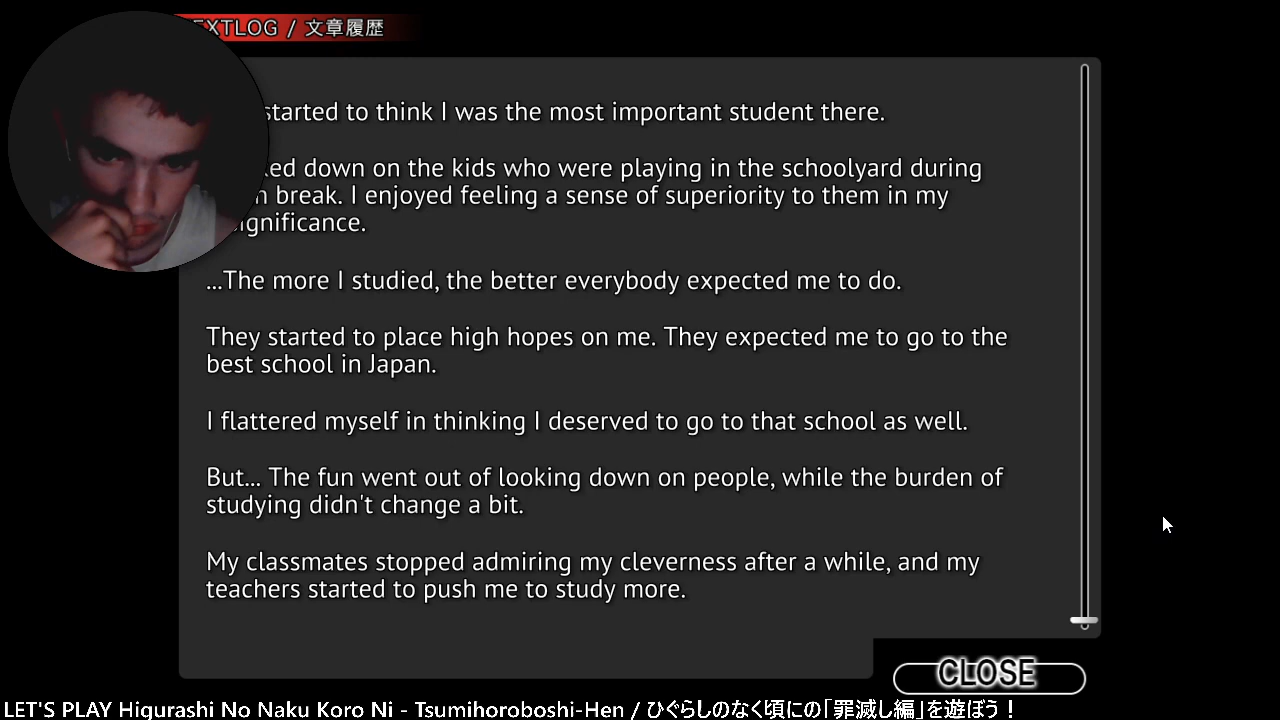 EXTLOG / 文章履歴
started to think I was the most important student there.
ked down on the kids who were playing in the schoolyard during
break. I enjoyed feeling a sense of superiority to them in my
ignificance.
...The more I studied, the better everybody expected me to do.
They started to place high hopes on me. They expected me to go to the
best school in Japan.
I flattered myself in thinking I deserved to go to that school as well.
But... The fun went out of looking down on people, while the burden of
studying didn't change a bit.
My classmates stopped admiring my cleverness after a while, and my
teachers started to push me to study more.
CLOSE
LET'S PLAY Higurashi No Naku Koro Ni - Tsumihoroboshi-Hen / ひぐらしのなく頃にの「罪滅し編」を遊ぼう！